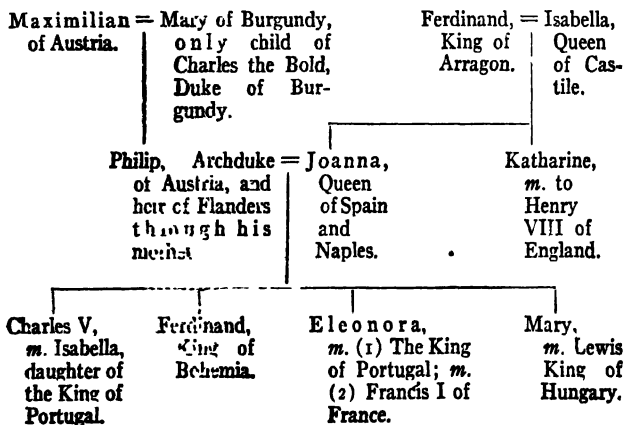 Maximilian = Mary of Burgundy,
of Austria.
only child of
Charles the Bold,
Duke of Bur-
gundy.
Ferdinand, = Isabella,
King of
Arragon.
Queen
of Cas-
tile.
Philip, Archduke = Joanna,
of Austria, and
heir of Flanders
through his
Queen
of Spain
and
Naples.
Katharine,
m. to
Henry
VIII of
England.
Charles V,
m. Isabella,
daughter of
the King of
Portugal.
Ferdinand,
King of
Bohemia.
Eleonora,
m. (1) The King
of Portugal; m.
(2) Francis I of
France.
Mary,
m. Lewis
King of
Hungary.